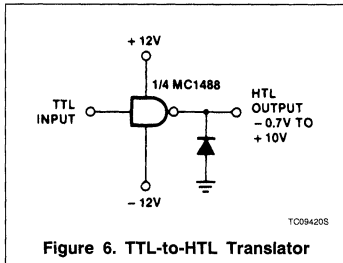 + 12V
1/4 MC1488
TTL
INPUT
HTL
OUTPUT
– 0.7V TO
+ 10V
– 12V
TC09420S
Figure 6. TTL-to-HTL Translator